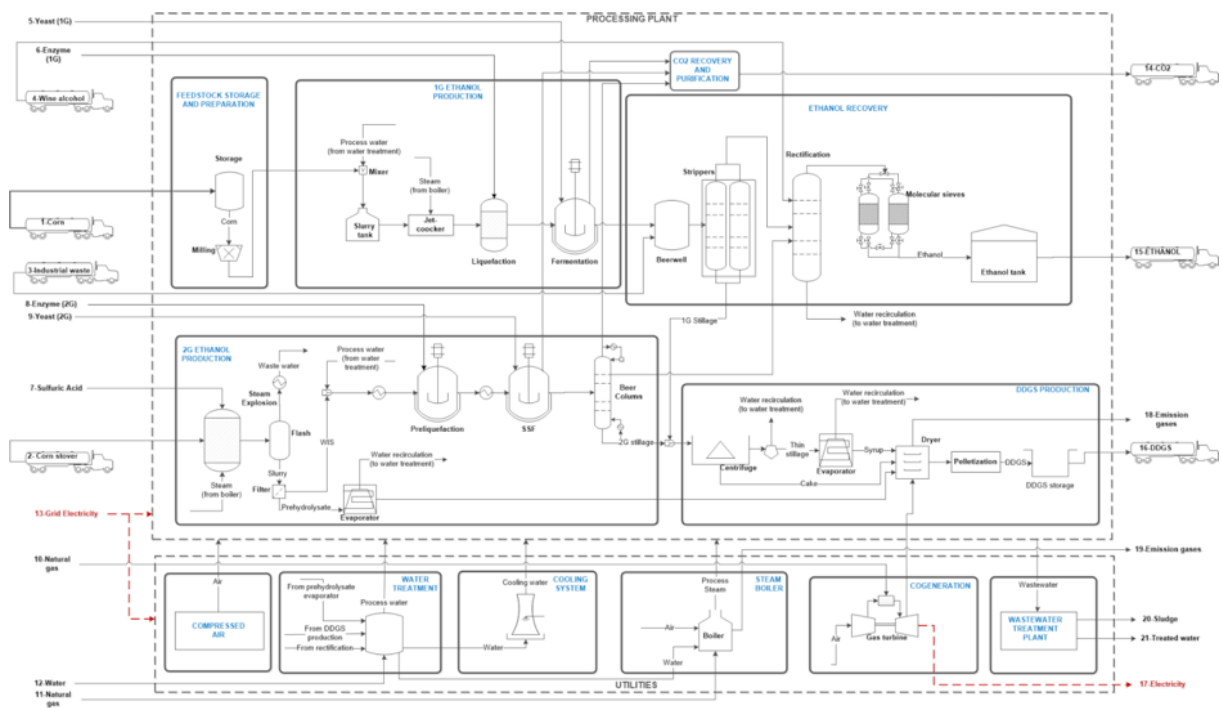 PROCESSING PLANT
5-Yeast (1G)
6-Enzyme
(1G)
4-Wine alcohol
CO2 RECOVERY
AND
PURIFICATION
14-CO2
FEEDSTOCK STORAGE
AND PREPARATION
1G ETHANOL
PRODUCTION
ETHANOL RECOVERY
Storage
Corn
Milling
Process water
(from water treatment)
Mixer
Steam
(from boiler)
Slurry
tank
Jet-
coocker
Liquefaction
Fermentation
Beerwell
Strippers
Rectification
Molecular sieves
Ethanol
Ethanol tank
15-ETHANOL
1-Corn
3-Industrial waste
8-Enzyme (2G)
9-Yeast (2G)
1G Stillage
Water recirculation
(to water treatment)
2G ETHANOL
PRODUCTION
Waste water
Process water
(from water
treatment)
7-Sulfuric Acid
Steam
Explosion
Flash
WIS
Slurry
Filter
Prehydrolysate
Steam
(from boiler)
Water recirculation
(to water treatment)
Evaporator
Preliquefaction
SSF
Beer
Column
2G stillage
2- Corn stover
DDGS PRODUCTION
Water recirculation
(to water treatment)
Water recirculation
(to water treatment)
Centrifuge
Thin
stillage
Evaporator
Syrup
Cake
Dryer
Pelletization
DDGS
DDGS storage
18-Emission
gases
16-DDGS
13-Grid Electricity
10-Natural
gas
19-Emission gases
Air
COMPRESSED
AIR
WATER
TREATMENT
From prehydrolysate
evaporator
Process water
From DDGS
production
From rectification
COOLING
SYSTEM
Cooling water
Water
STEAM
BOILER
Process
Steam
Air
Boiler
Water
COGENERATION
Air
Gas turbine
Wastewater
WASTEWATER
TREATMENT
PLANT
20-Sludge
21-Treated water
12-Water
11-Natural
gas
UTILITIES
17-Electricity